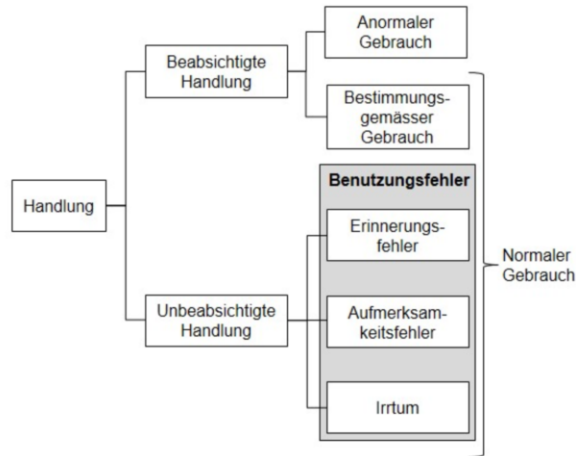 Anormaler
Gebrauch
Beabsichtigte
Handlung
Bestimmungs-
gemässer
Gebrauch
Benutzungsfehler
Handlung
Erinnerungs-
fehler
Normaler
Gebrauch
Unbeabsichtigte
Handlung
Aufmerksam-
keitsfehler
Irrtum